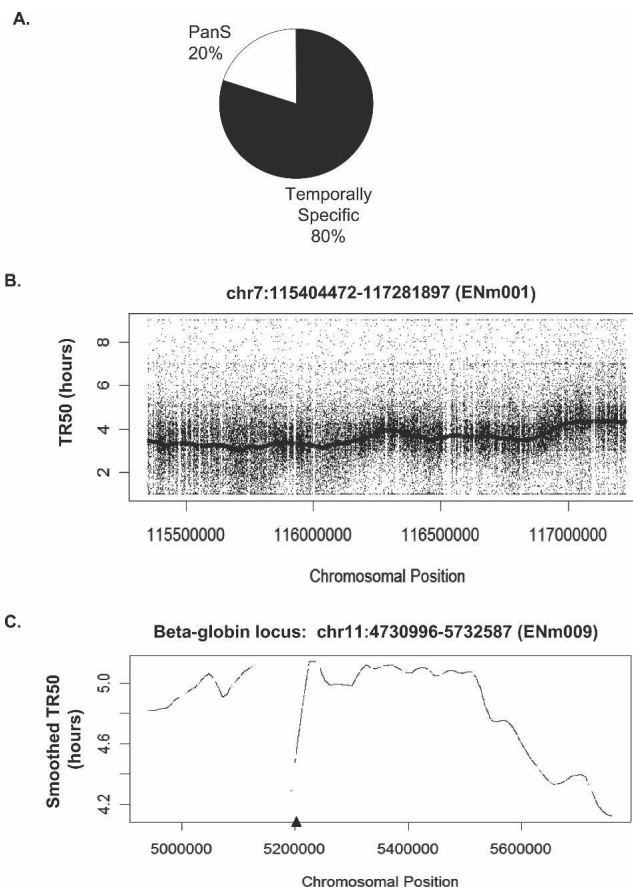 A.
PanS
20%
Temporally
Specific
80%
B.
chr7:115404472-117281897 (ENm001)
TR50 (hours)
8
6
4
2
115500000 116000000 116500000 117000000
Chromosomal Position
C.
Beta-globin locus: chr11:4730996-5732587 (ENm009)
Smoothed TR50
(hours)
5.0
4.6
4.2
5000000 5200000 5400000 5600000
Chromosomal Position